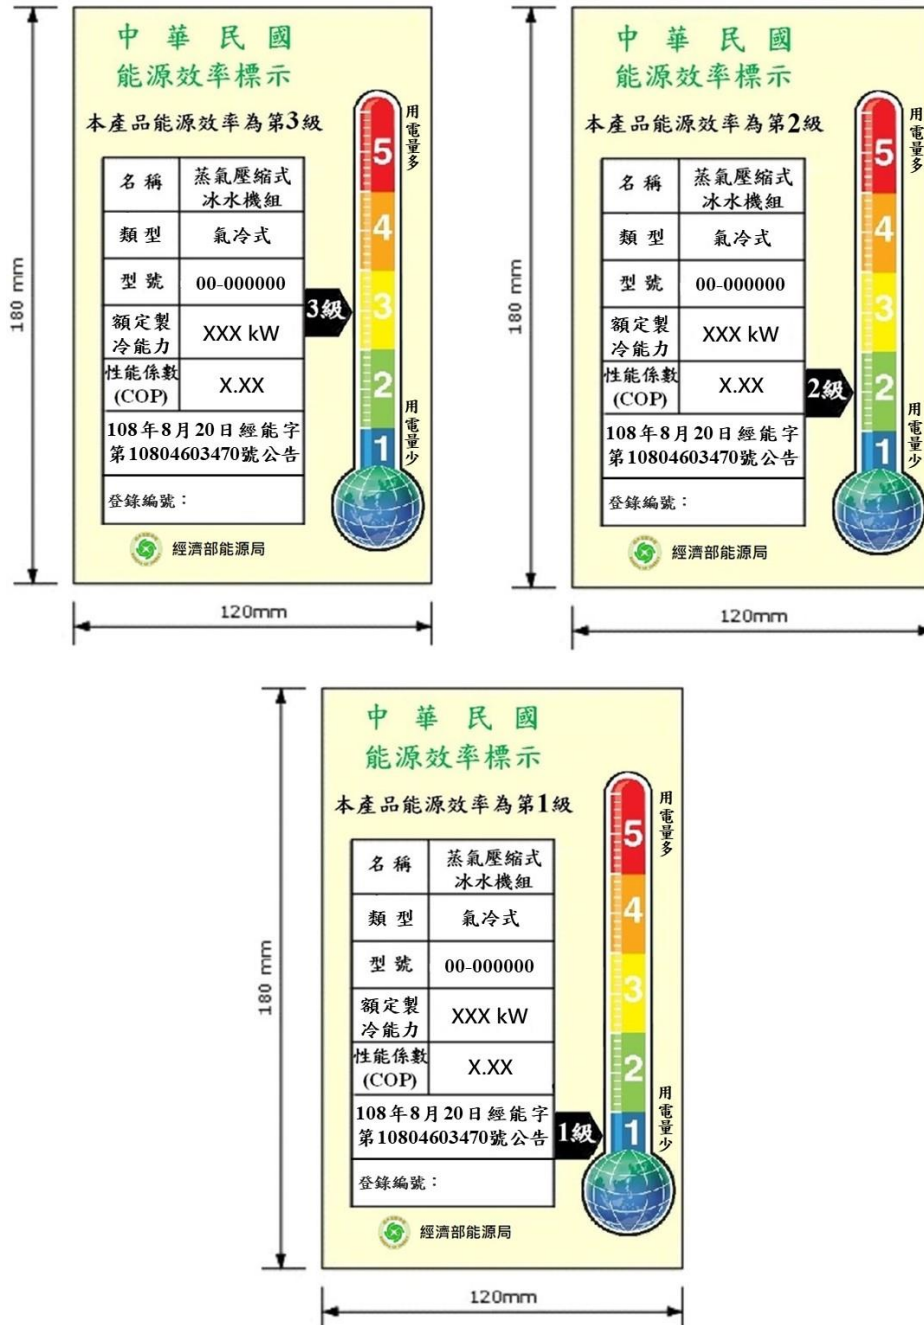 中華民國
能源效率標示
本產品能源效率為第3級
名稱 蒸氣壓縮式
冰水機組
類型 氣冷式
型號 00-000000
額定製
冷能力 XXX kW
性能係數
(COP) X.XX
108年8月20日經能字
第10804603470號公告
登錄編號：
經濟部能源局
3級
用電量多
5
4
3
2
1
用電量少
180 mm
120mm
中華民國
能源效率標示
本產品能源效率為第2級
名稱 蒸氣壓縮式
冰水機組
類型 氣冷式
型號 00-000000
額定製
冷能力 XXX kW
性能係數
(COP) X.XX
108年8月20日經能字
第10804603470號公告
登錄編號：
經濟部能源局
2級
用電量多
5
4
3
2
1
用電量少
180 mm
120mm
中華民國
能源效率標示
本產品能源效率為第1級
名稱 蒸氣壓縮式
冰水機組
類型 氣冷式
型號 00-000000
額定製
冷能力 XXX kW
性能係數
(COP) X.XX
108年8月20日經能字
第10804603470號公告
登錄編號：
經濟部能源局
1級
用電量多
5
4
3
2
1
用電量少
180 mm
120mm